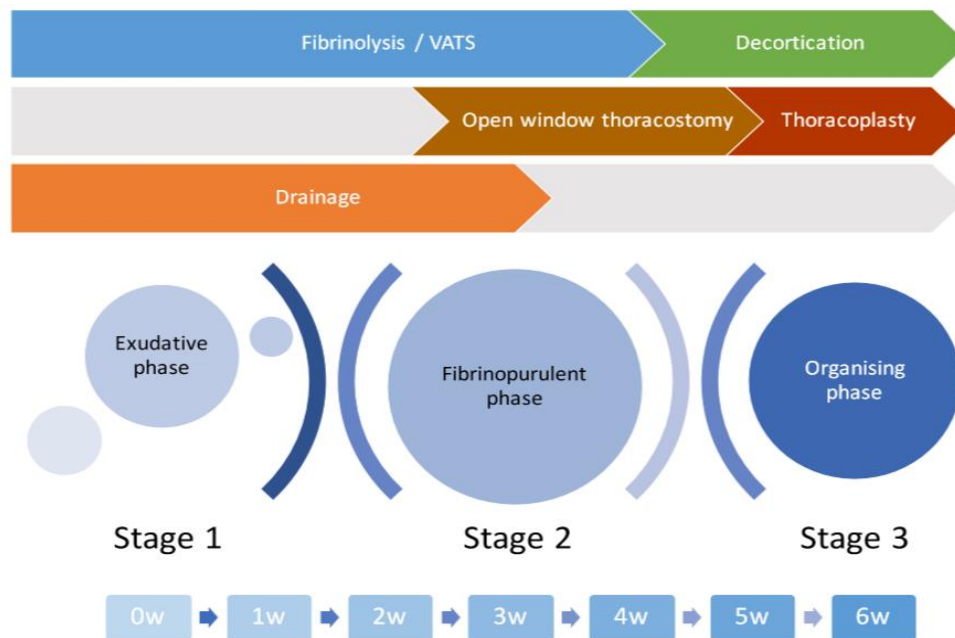 Fibrinolysis / VATS
Decortication
Open window thoracostomy
Thoracoplasty
Drainage
Exudative
phase
Fibrinopurulent
phase
Organising
phase
Stage 1
Stage 2
Stage 3
0w
1w
2w
3w
4w
5w
6w